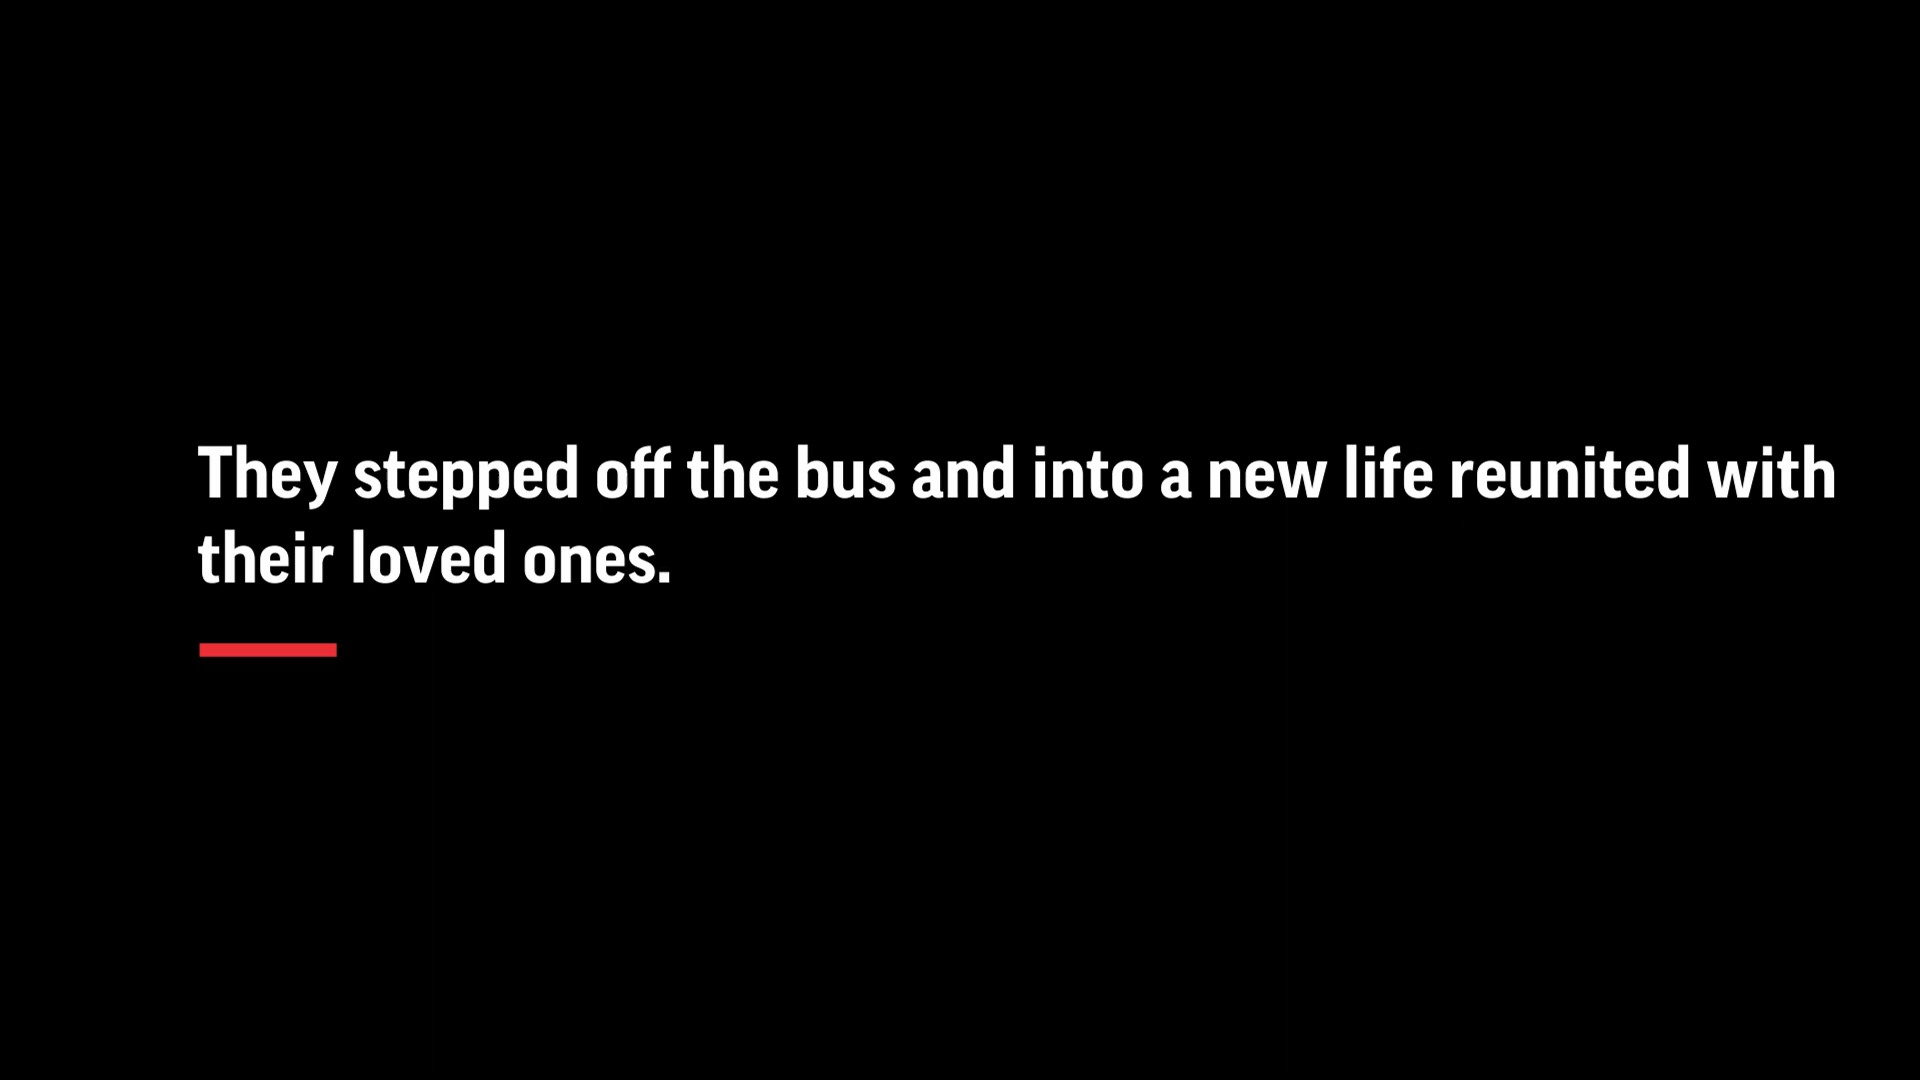 They stepped off the bus and into a new life reunited with
their loved ones.